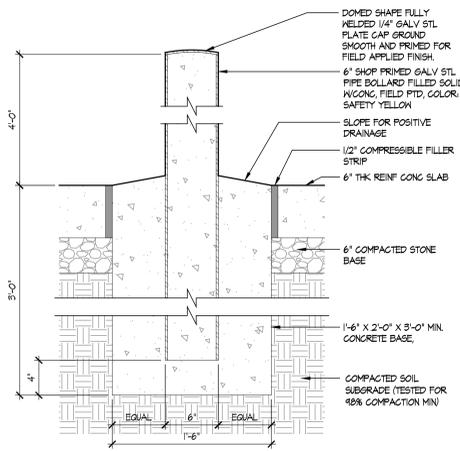 DOMED SHAPE FULLY
WELDED 1/4" GALV STL
PLATE CAP GROUND
SMOOTH AND PRIMED FOR
FIELD APPLIED FINISH.
6" SHOP PRIMED GALV STL
PIPE BOLLARD FILLED SOLID
W/CONC, FIELD PTD, COLOR:
SAFETY YELLOW
SLOPE FOR POSITIVE
DRAINAGE
1/2" COMPRESSIBLE FILLER
STRIP
6" THK REINF CONC SLAB
6" COMPACTED STONE
BASE
1'-6" X 2'-0" X 3'-0" MIN.
CONCRETE BASE,
COMPACTED SOIL
SUBGRADE (TESTED FOR
98% COMPACTION MIN)
4'-0"
3'-0"
4"
EQUAL 6" EQUAL
1'-6"